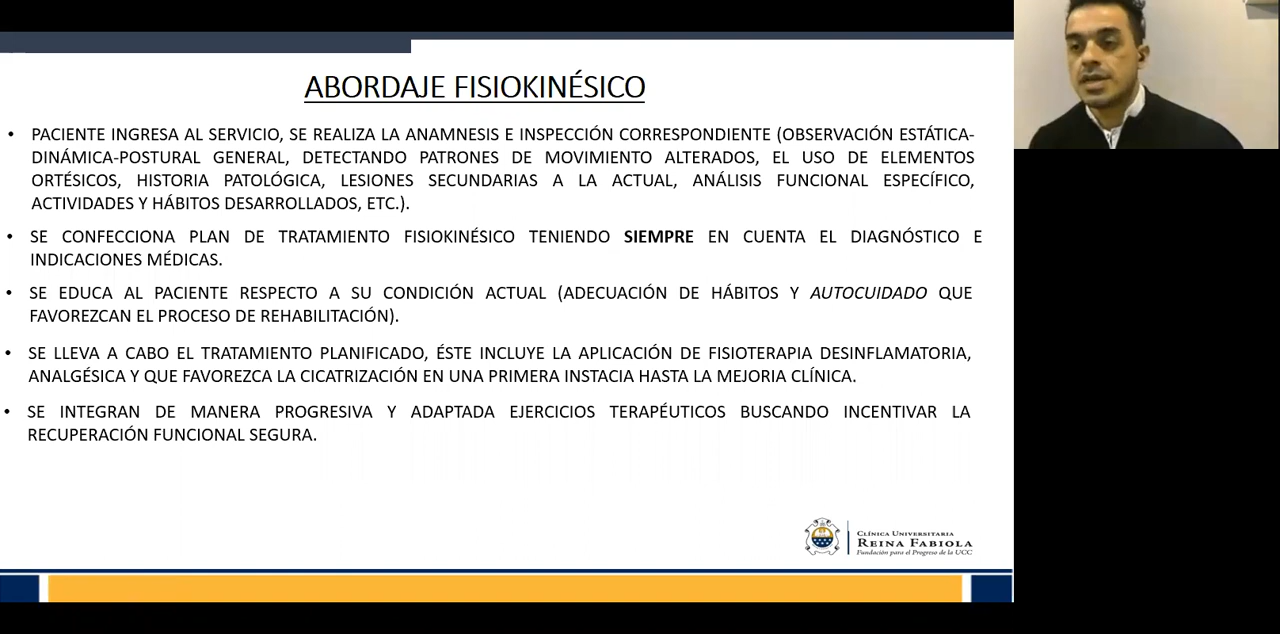 ABORDAJE FISIOKINÉSICO
• PACIENTE INGRESA AL SERVICIO, SE REALIZA LA ANAMNESIS E INSPECCIÓN CORRESPONDIENTE (OBSERVACIÓN ESTÁTICA-
DINÁMICA-POSTURAL GENERAL, DETECTANDO PATRONES DE MOVIMIENTO ALTERADOS, EL USO DE ELEMENTOS
ORTÉSICOS, HISTORIA PATOLÓGICA, LESIONES SECUNDARIAS A LA ACTUAL, ANÁLISIS FUNCIONAL ESPECÍFICO,
ACTIVIDADES Y HÁBITOS DESARROLLADOS, ETC.).
• SE CONFECCIONA PLAN DE TRATAMIENTO FISIOKINÉSICO TENIENDO SIEMPRE EN CUENTA EL DIAGNÓSTICO E
INDICACIONES MÉDICAS.
• SE EDUCA AL PACIENTE RESPECTO A SU CONDICIÓN ACTUAL (ADECUACIÓN DE HÁBITOS Y AUTOCUIDADO QUE
FAVOREZCAN EL PROCESO DE REHABILITACIÓN).
• SE LLEVA A CABO EL TRATAMIENTO PLANIFICADO, ÉSTE INCLUYE LA APLICACIÓN DE FISIOTERAPIA DESINFLAMATORIA,
ANALGÉSICA Y QUE FAVOREZCA LA CICATRIZACIÓN EN UNA PRIMERA INSTACIA HASTA LA MEJORIA CLÍNICA.
• SE INTEGRAN DE MANERA PROGRESIVA Y ADAPTADA EJERCICIOS TERAPÉUTICOS BUSCANDO INCENTIVAR LA
RECUPERACIÓN FUNCIONAL SEGURA.
CLÍNICA UNIVERSITARIA
REINA FABIOLA
Fundación para el Progreso de la UCC